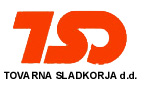 TSO
TOVARNA SLADKORJA d.d.